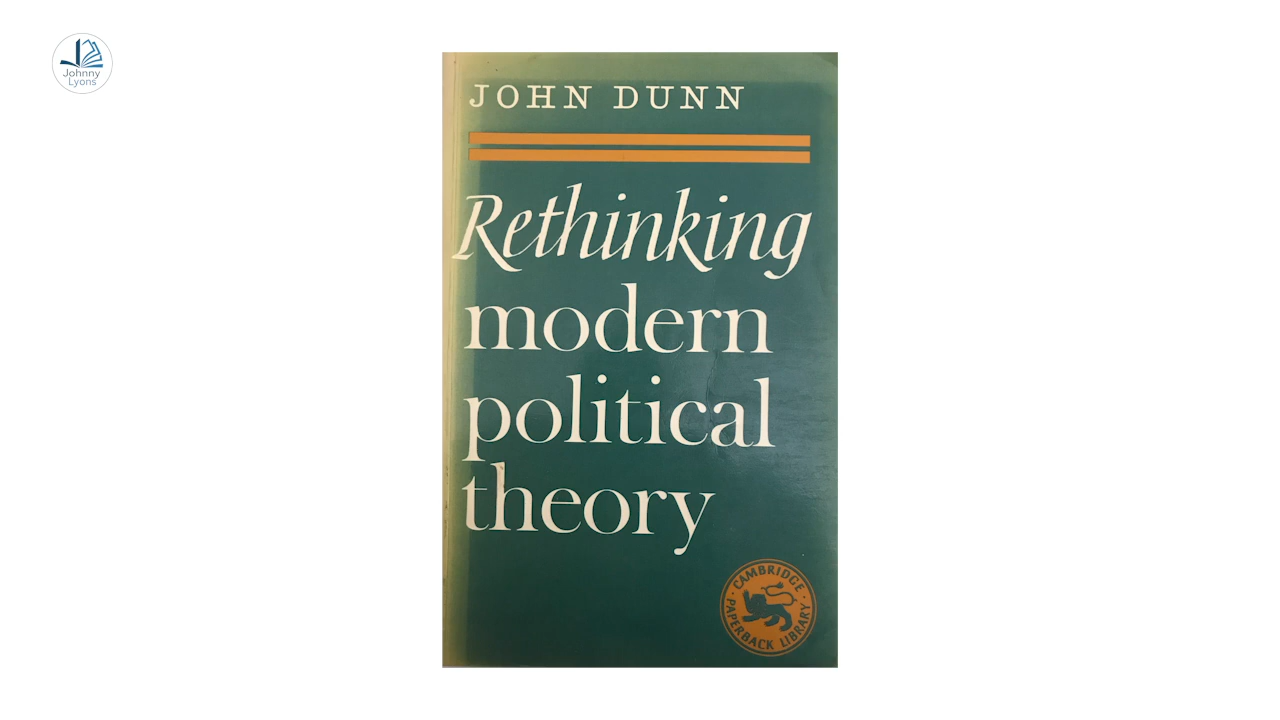 Johnny
Lyons
JOHN DUNN
Rethinking
modern
political
theory
CAMBRIDGE
PAPERBACK LIBRARY